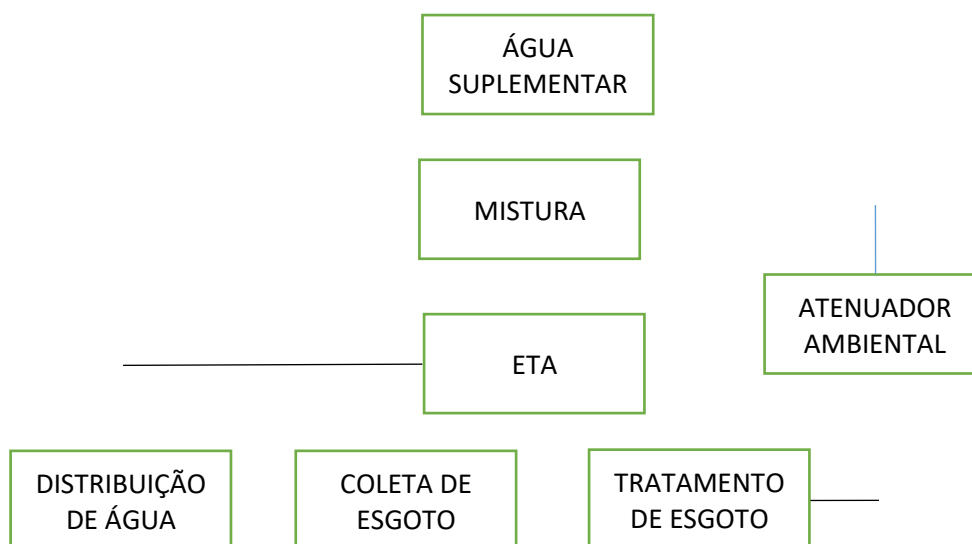 ÁGUA
SUPLEMENTAR
MISTURA
ATENUADOR
AMBIENTAL
ETA
DISTRIBUIÇÃO
DE ÁGUA
COLETA DE
ESGOTO
TRATAMENTO
DE ESGOTO